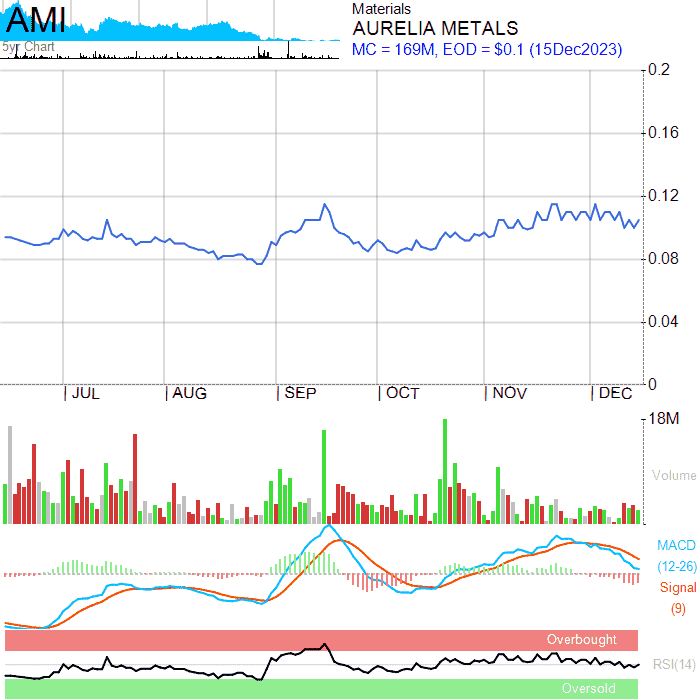 AMI
5yr Chart
Materials
AURELIA METALS
MC = 169M, EOD = $0.1 (15Dec2023)
0.2
0.16
0.12
0.08
0.04
0
JUL AUG SEP OCT NOV DEC
18M
Volume
MACD
(12-26)
Signal
(9)
Overbought
RSI(14)
Oversold